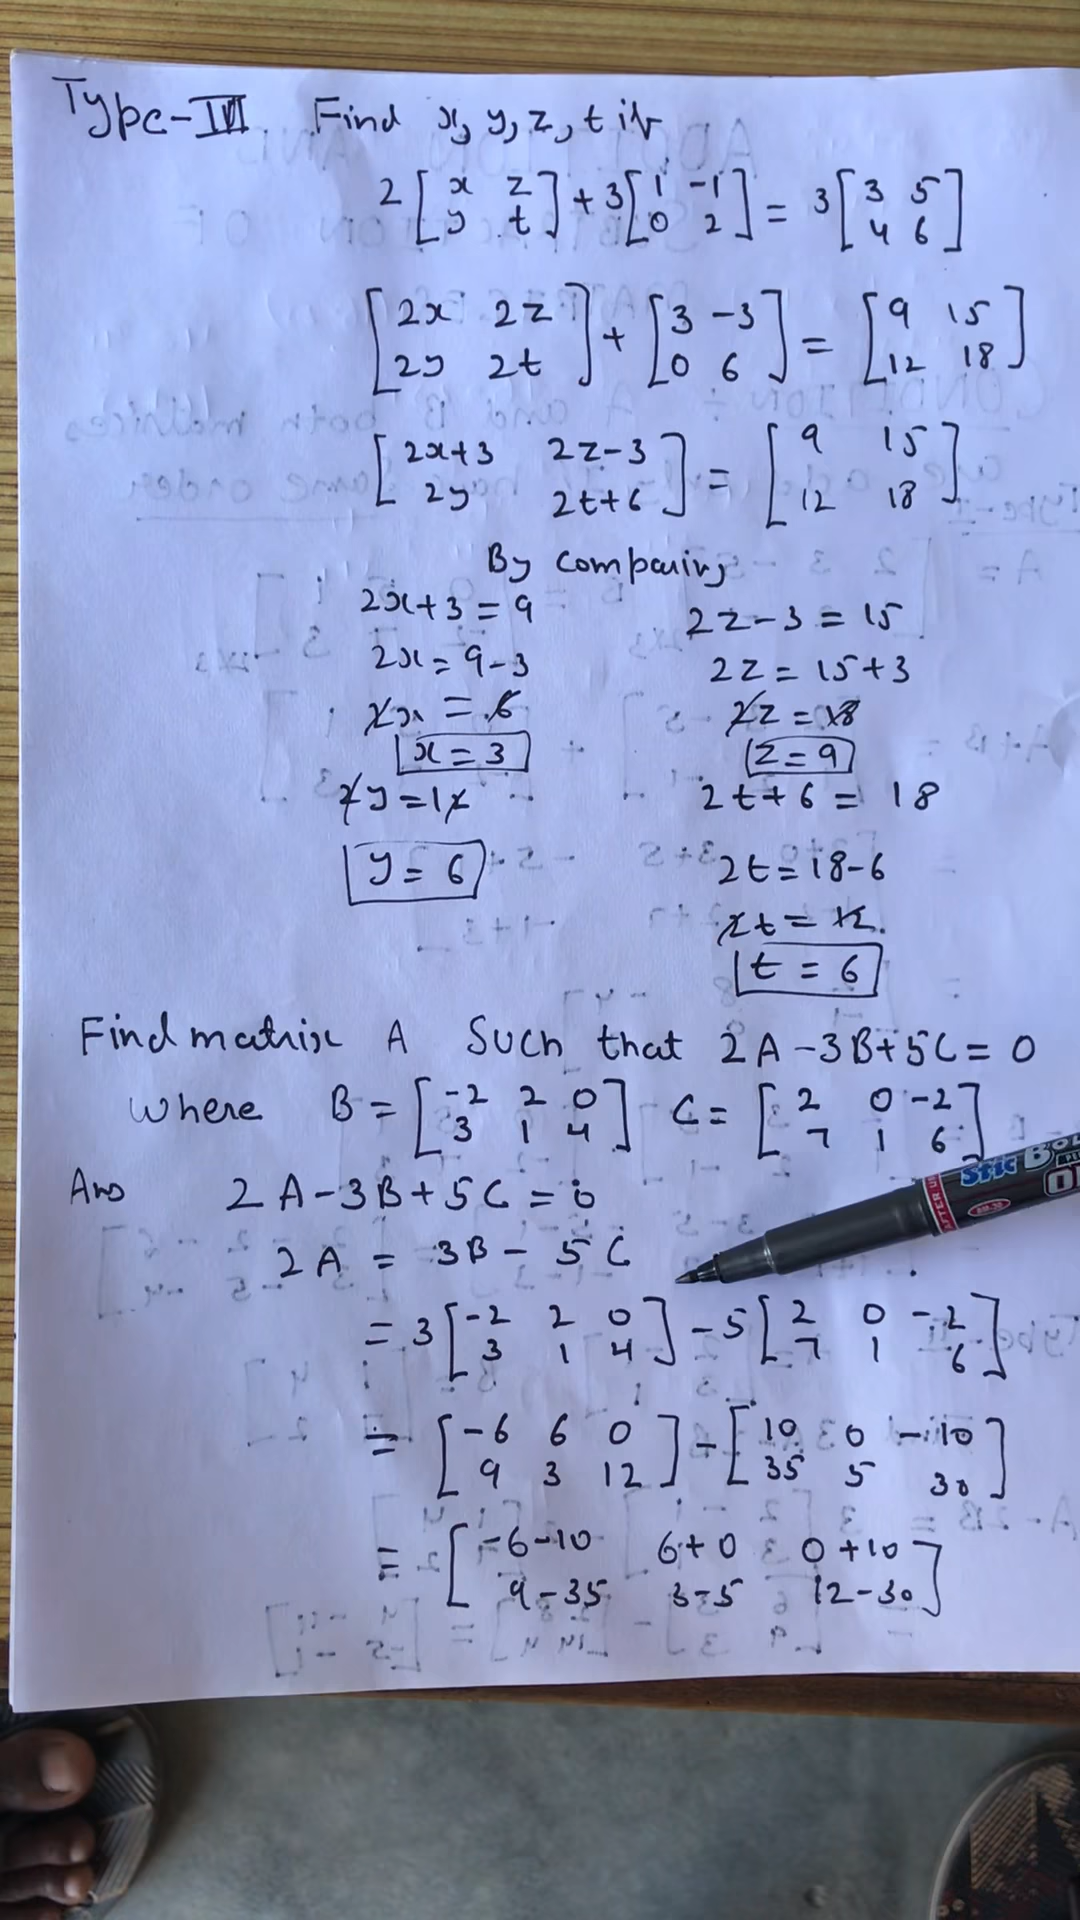 Type-IV Find x, y, z, t if
2 [x z; y t] + 3 [1 -1; 0 2] = 3 [3 5; 4 6]
[2x 2z; 2y 2t] + [3 -3; 0 6] = [9 15; 12 18]
[2x+3 2z-3; 2y 2t+6] = [9 15; 12 18]
By comparing
2x+3 = 9
2x = 9-3
2x = 6
x = 3
2y = 12
y = 6
2z-3 = 15
2z = 15+3
2z = 18
z = 9
2t+6 = 18
2t = 18-6
2t = 12.
t = 6
Find matrix A Such that 2A-3B+5C = 0
where B = [-2 2 0; 3 1 4] C = [2 0 -2; 7 1 6]
Ans 2A-3B+5C = 0
2A = 3B - 5C
= 3 [-2 2 0; 3 1 4] - 5 [2 0 -2; 7 1 6]
= [-6 6 0; 9 3 12] - [10 0 -10; 35 5 30]
= [-6-10 6+0 0+10; 9-35 3-5 12-30]
Stic